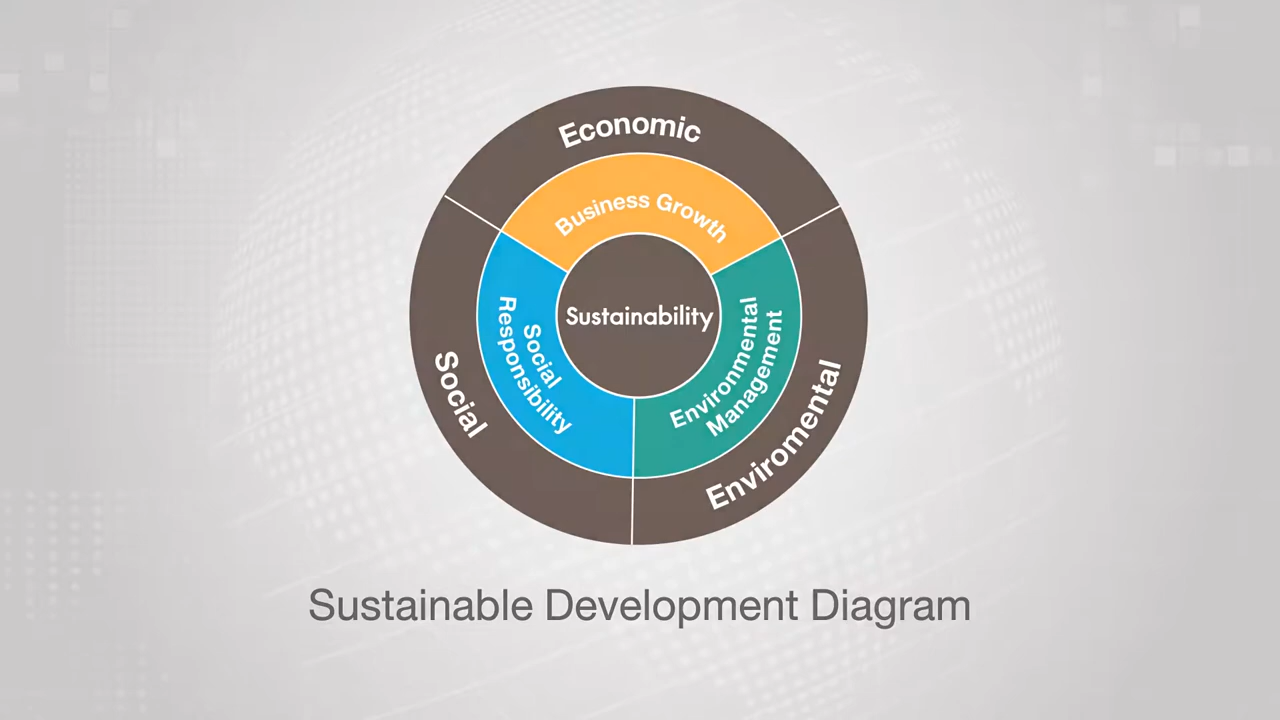 Economic
Business Growth
Sustainability
Social
Responsibility
Environmental
Management
Social
Enviromental
Sustainable Development Diagram